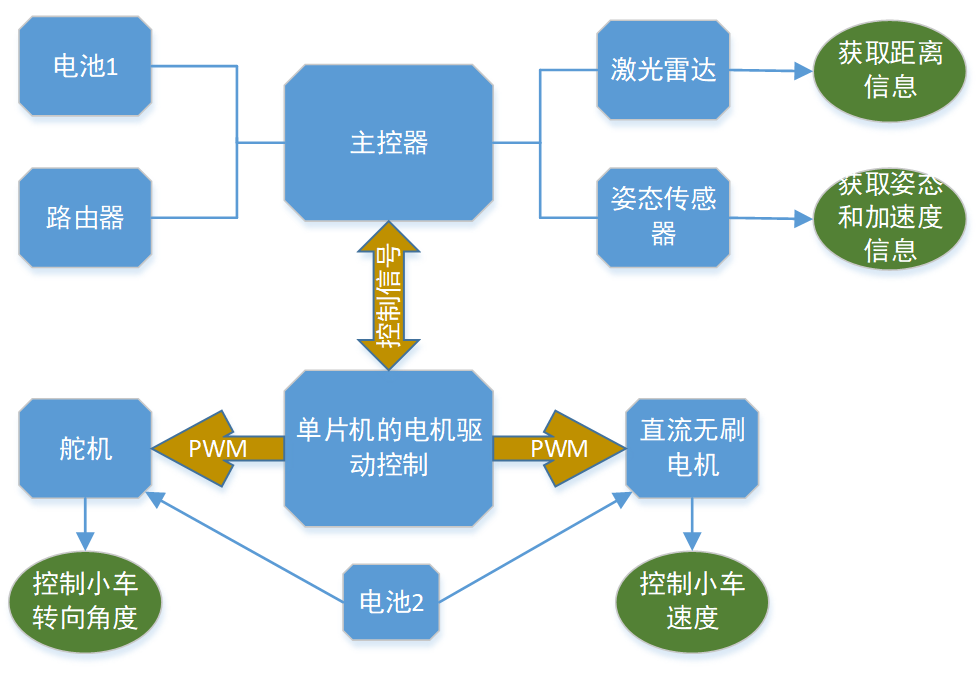 电池1
主控器
激光雷达
获取距离
信息
路由器
姿态传感
器
获取姿态
和加速度
信息
控制信号
舵机
PWM
单片机的电机驱
动控制
PWM
直流无刷
电机
控制小车
转向角度
电池2
控制小车
速度